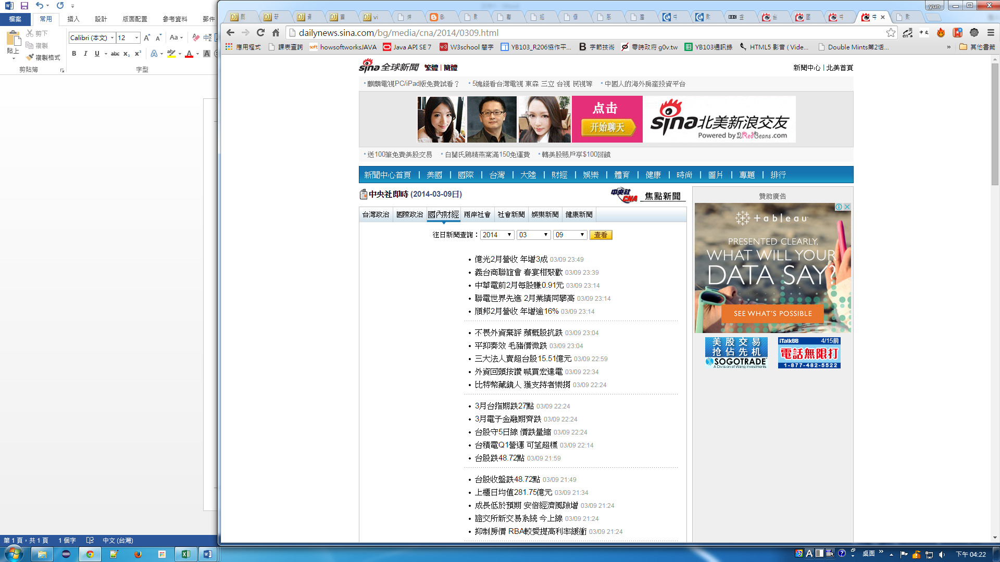 yun
檔案 常用 插入 設計 版面配置 參考資料 郵件
貼上 剪下
複製
複製格式
剪貼簿
Calibri (本文) 12
字型
dailynews.sina.com/bg/media/cna/2014/0309.html
應用程式 課表查詢 howsoftworksJAVA Java API SE 7 W3school 簡字 YB103_R206協作平... 字節技術 零時政府 g0v.tw YB103通訊錄 HTML5 影音 ( Vide... Double Mints第2话... » 其他書籤
sina全球新聞 繁體 | 簡體
新聞中心 | 北美首頁
麒麟電視PC/iPad版免費試看？ 5塊錢看台灣電視 東森 三立 台視 民視等 中國人的海外房產投資平台
点击
开始聊天
sina北美新浪交友
Powered by 2RedBeans.com
送100筆免費美股交易 白蘭氏鷄精燕窩滿150免運費 轉美股賬戶享$100回饋
新聞中心首頁 | 美國 | 國際 | 台灣 | 大陸 | 財經 | 娛樂 | 體育 | 健康 | 時尚 | 圖片 | 專題 | 排行
中央社即時 (2014-03-09日)
中央社 CNA 焦點新聞
台灣政治 國際政治 國內財經 兩岸社會 社會新聞 娛樂新聞 健康新聞
往日新聞查詢： 2014 03 09 查看
億光2月營收 年增3成 03/09 23:49
義台商聯誼會 春宴相聚歡 03/09 23:39
中華電前2月每股賺0.91元 03/09 23:14
聯電世界先進 2月業績同攀高 03/09 23:14
頎邦2月營收 年增逾16% 03/09 23:14
不畏外資棄評 蘋概股抗跌 03/09 23:04
平抑奏效 毛豬價微跌 03/09 23:04
三大法人賣超台股15.51億元 03/09 22:59
外資回頭按讚 喊買宏達電 03/09 22:34
比特幣藏鏡人 獲支持者樂捐 03/09 22:24
3月台指期跌27點 03/09 22:24
3月電子金融期齊跌 03/09 22:24
台股守5日線 價跌量縮 03/09 22:24
台積電Q1營運 可望超標 03/09 22:14
台股跌48.72點 03/09 21:59
台股收盤跌48.72點 03/09 21:49
上櫃日均值281.75億元 03/09 21:34
成長低於預期 安倍經濟風險增 03/09 21:24
證交所新交易系統 今上線 03/09 21:24
抑制房價 RBA較愛提高利率緩衝 03/09 21:24
贊助廣告
+ableau
PRESENTED CLEARLY,
WHAT WILL YOUR
DATA SAY?
SEE WHAT'S POSSIBLE
美股交易
抢佔先机
SOGOTRADE
A Division of Wang Investments
iTalkBB 4/15前
電話無限打
1-877-482-5522
第 1 頁，共 1 頁 1 個字 中文 (台灣)
桌面 » 下午 04:22